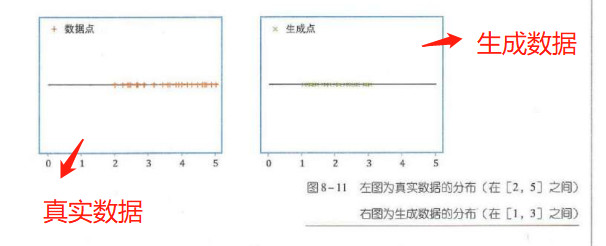 + 数据点
× 生成点
生成数据
0 1 2 3 4 5
0 1 2 3 4 5
真实数据
图8-11 左图为真实数据的分布（在［2，5］之间）
右图为生成数据的分布（在［1，3］之间）